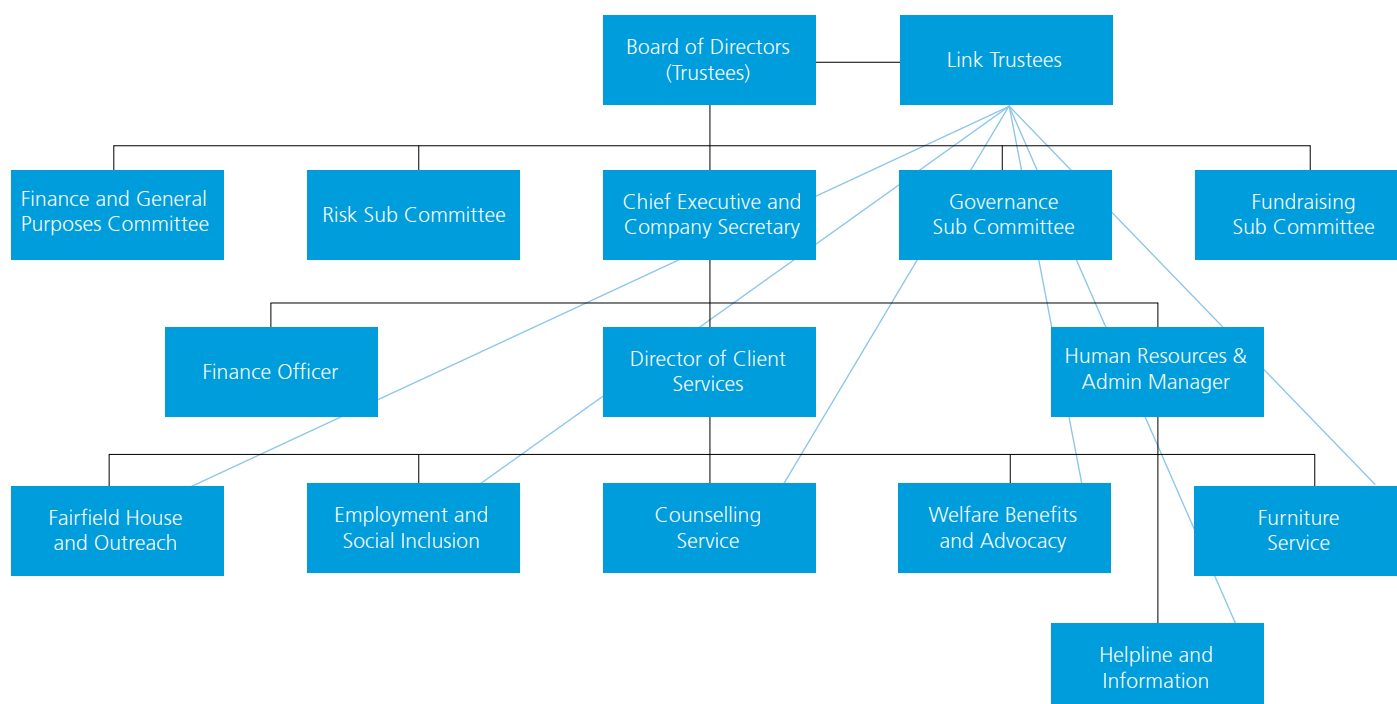 Board of Directors
(Trustees)
Link Trustees
Finance and General
Purposes Committee
Risk Sub Committee
Chief Executive and
Company Secretary
Governance
Sub Committee
Fundraising
Sub Committee
Finance Officer
Director of Client
Services
Human Resources &
Admin Manager
Fairfield House
and Outreach
Employment and
Social Inclusion
Counselling
Service
Welfare Benefits
and Advocacy
Furniture
Service
Helpline and
Information